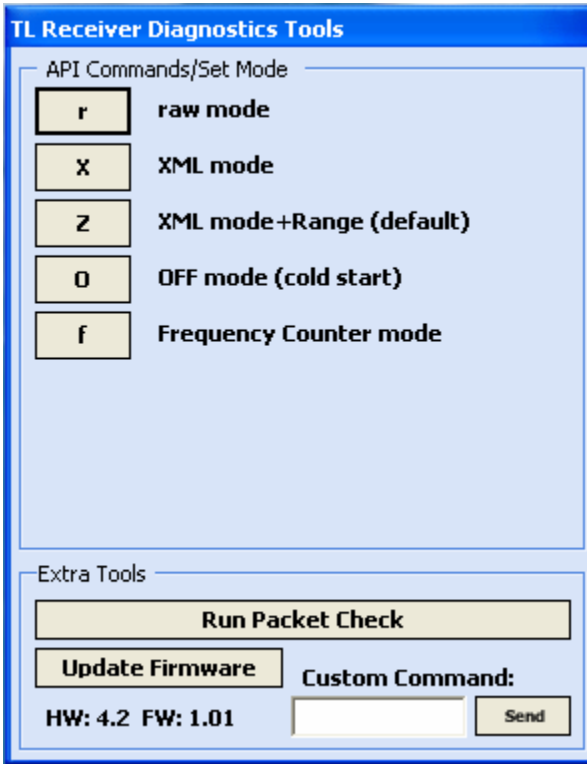 TL Receiver Diagnostics Tools
API Commands/Set Mode
r raw mode
X XML mode
Z XML mode+Range (default)
O OFF mode (cold start)
f Frequency Counter mode
Extra Tools
Run Packet Check
Update Firmware
Custom Command:
HW: 4.2 FW: 1.01
Send